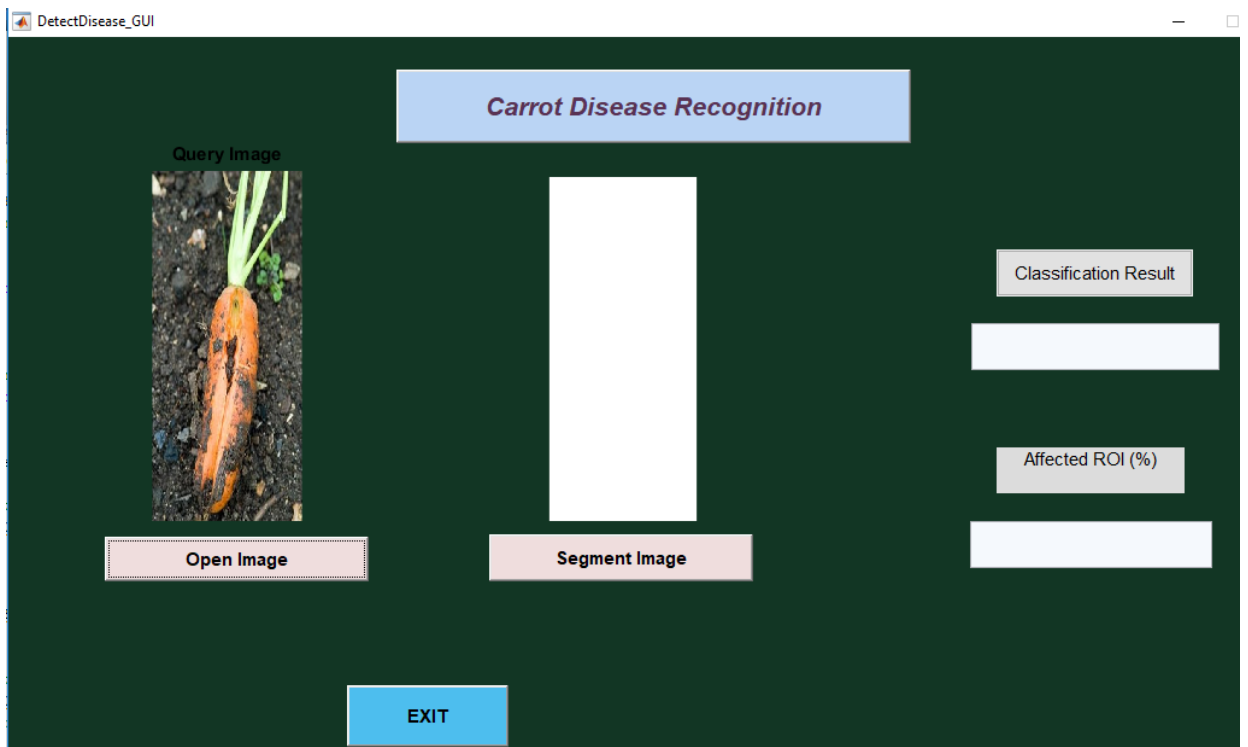 DetectDisease_GUI
Carrot Disease Recognition
Query Image
Classification Result
Affected ROI (%)
Open Image
Segment Image
EXIT